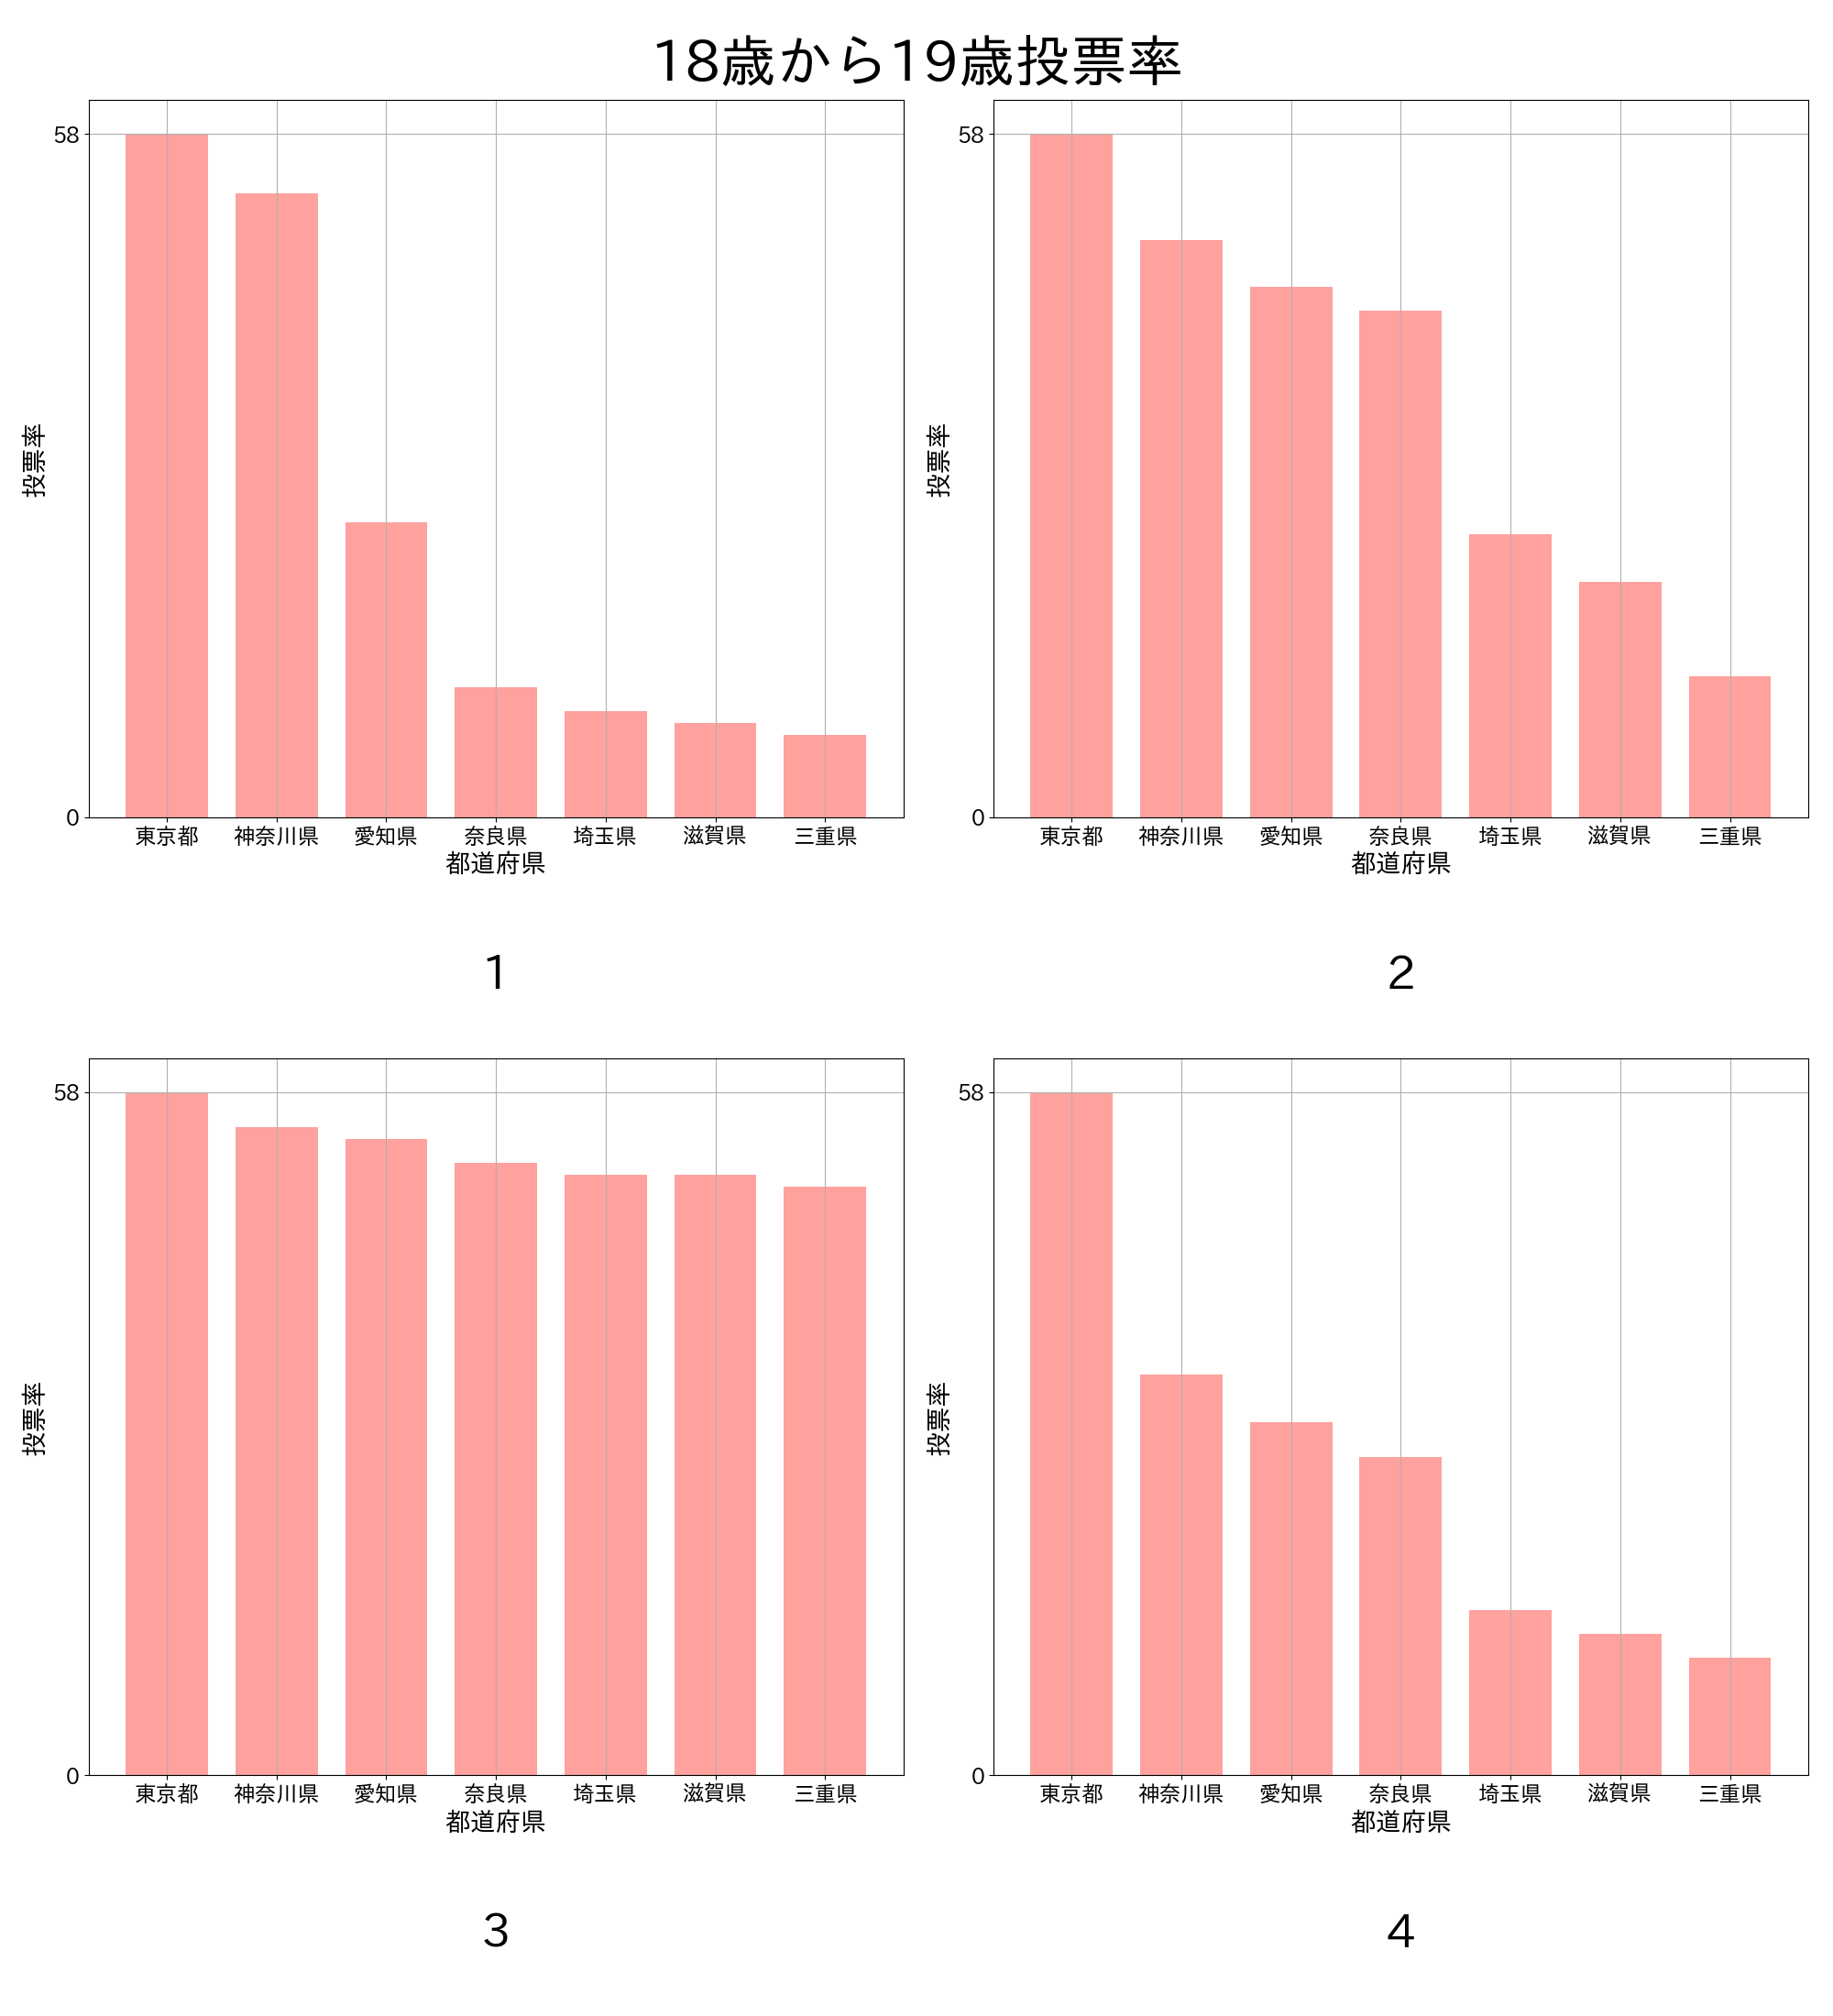 18歳から19歳投票率
58
投票率
0
東京都 神奈川県 愛知県 奈良県 埼玉県 滋賀県 三重県
都道府県
1
58
投票率
0
東京都 神奈川県 愛知県 奈良県 埼玉県 滋賀県 三重県
都道府県
2
58
投票率
0
東京都 神奈川県 愛知県 奈良県 埼玉県 滋賀県 三重県
都道府県
3
58
投票率
0
東京都 神奈川県 愛知県 奈良県 埼玉県 滋賀県 三重県
都道府県
4